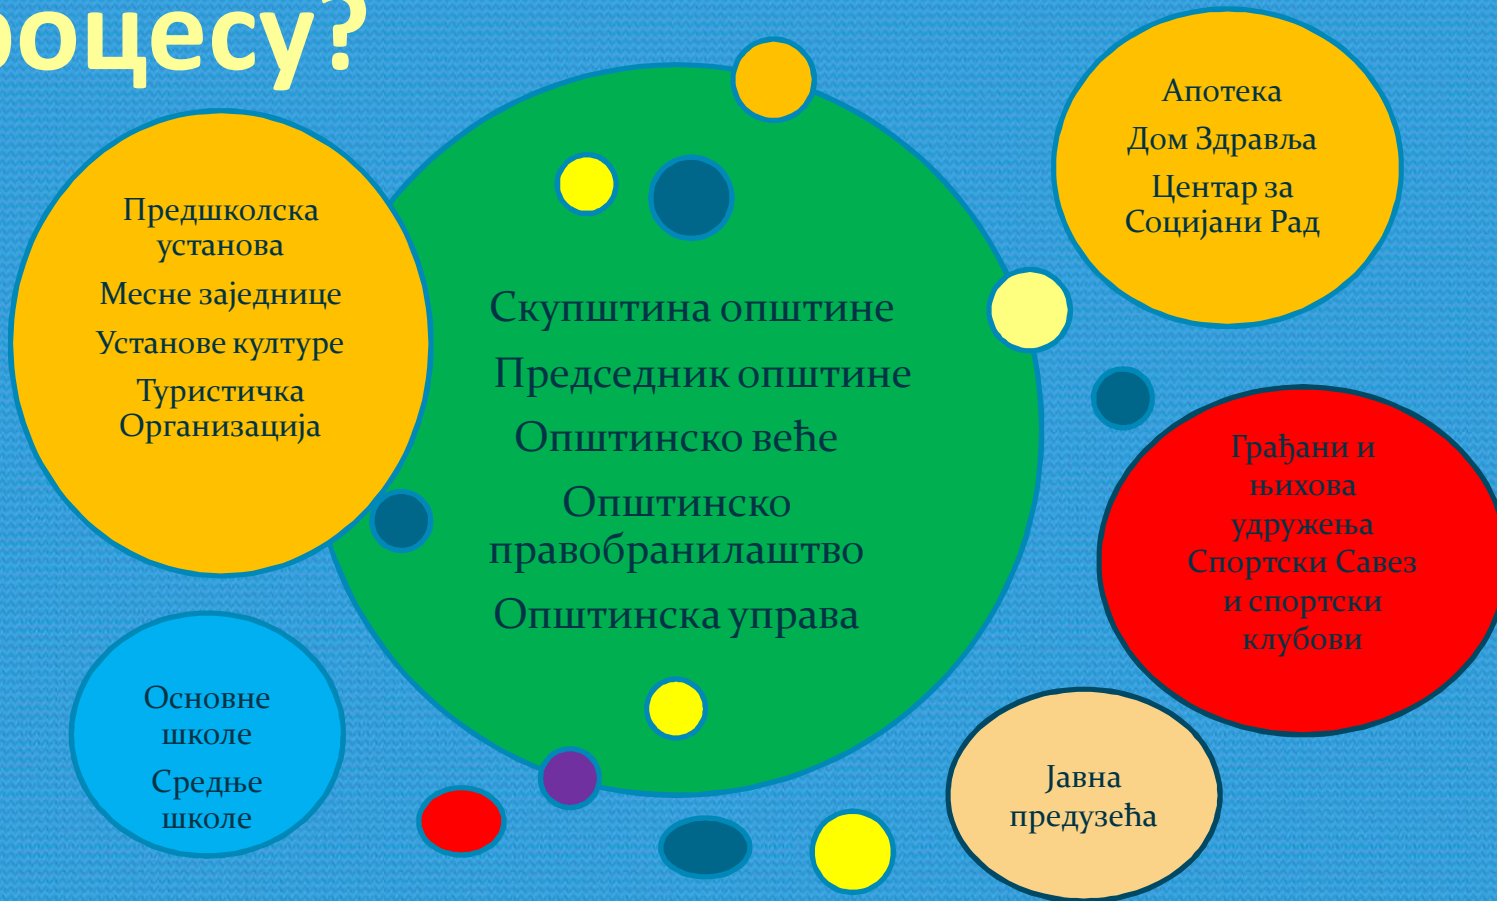 роцесу?
Предшколска
установа
Месне заједнице
Установе културе
Туристичка
Организација
Скупштина општине
Председник општине
Општинско веће
Општинско
правобранилаштво
Општинска управа
Апотека
Дом Здравља
Центар за
Социјани Рад
Грађани и
њихова
удружења
Спортски Савез
и спортски
клубови
Основне
школе
Средње
школе
Јавна
предузећа